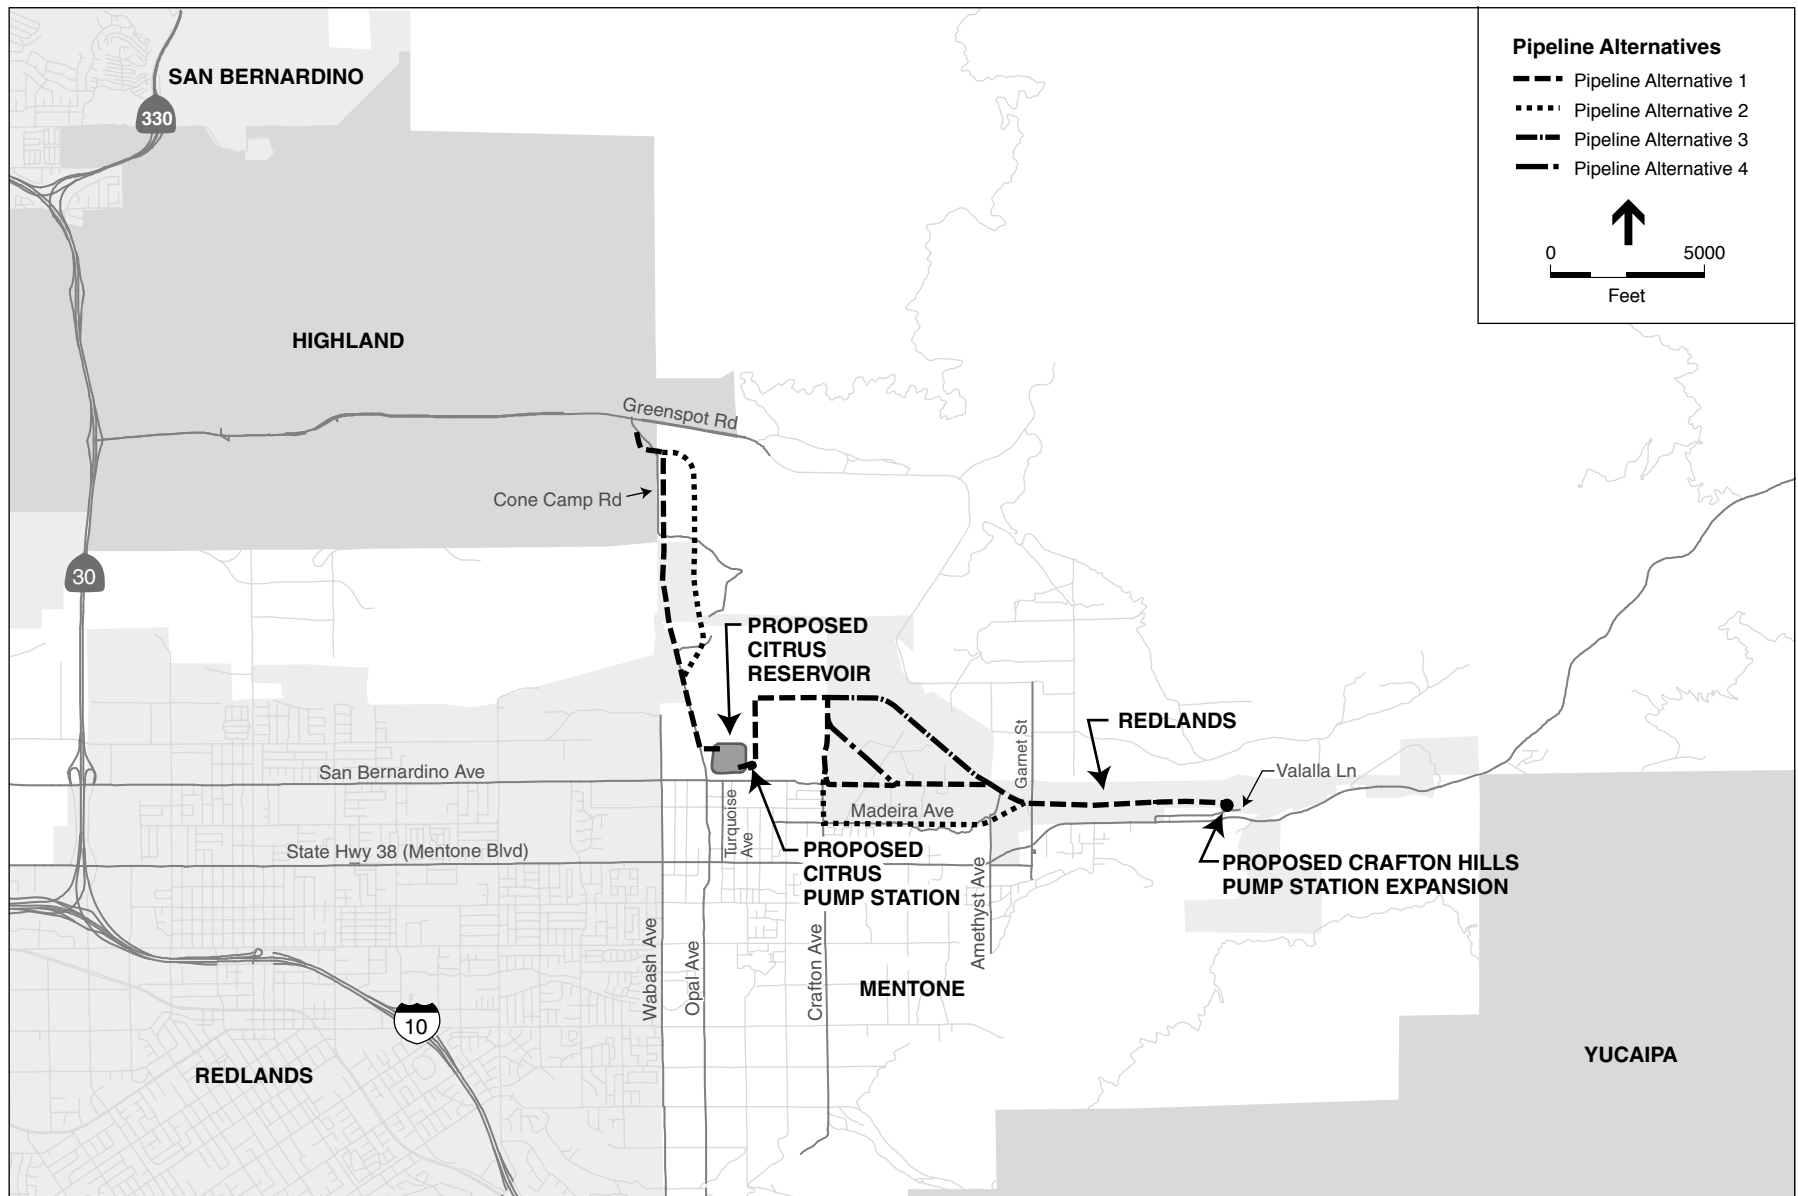 SAN BERNARDINO
330
Pipeline Alternatives
Pipeline Alternative 1
Pipeline Alternative 2
Pipeline Alternative 3
Pipeline Alternative 4
0 5000
Feet
HIGHLAND
Greenspot Rd
Cone Camp Rd
30
PROPOSED
CITRUS
RESERVOIR
REDLANDS
Garnet St
San Bernardino Ave
Valalla Ln
Turquoise
Ave
Madeira Ave
State Hwy 38 (Mentone Blvd)
PROPOSED
CITRUS
PUMP STATION
PROPOSED CRAFTON HILLS
PUMP STATION EXPANSION
Amethyst Ave
Wabash Ave
Opal Ave
Crafton Ave
MENTONE
10
REDLANDS
YUCAIPA